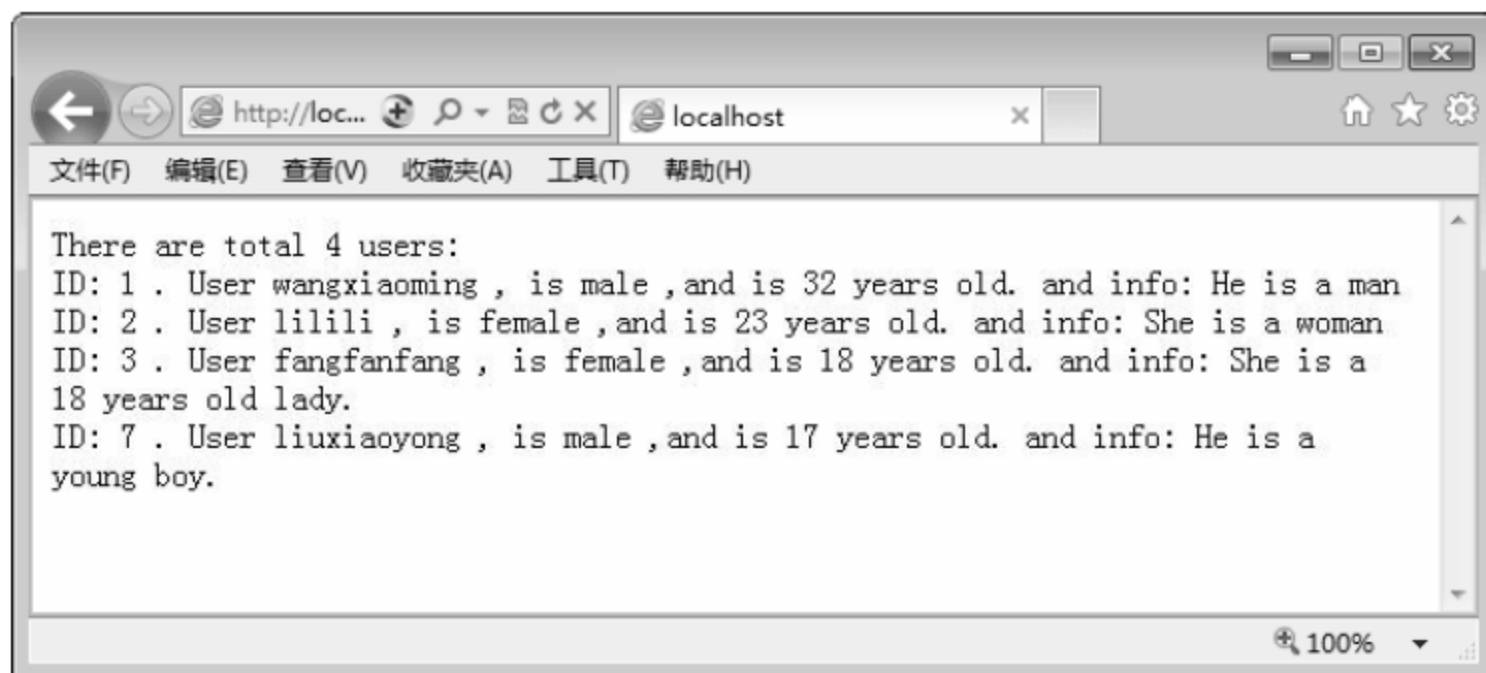 http://loc...
localhost
文件(F) 编辑(E) 查看(V) 收藏夹(A) 工具(T) 帮助(H)
There are total 4 users:
ID: 1 . User wangxiaoming , is male ,and is 32 years old. and info: He is a man
ID: 2 . User lilili , is female ,and is 23 years old. and info: She is a woman
ID: 3 . User fangfanfang , is female ,and is 18 years old. and info: She is a
18 years old lady.
ID: 7 . User liuxiaoyong , is male ,and is 17 years old. and info: He is a
young boy.
100%